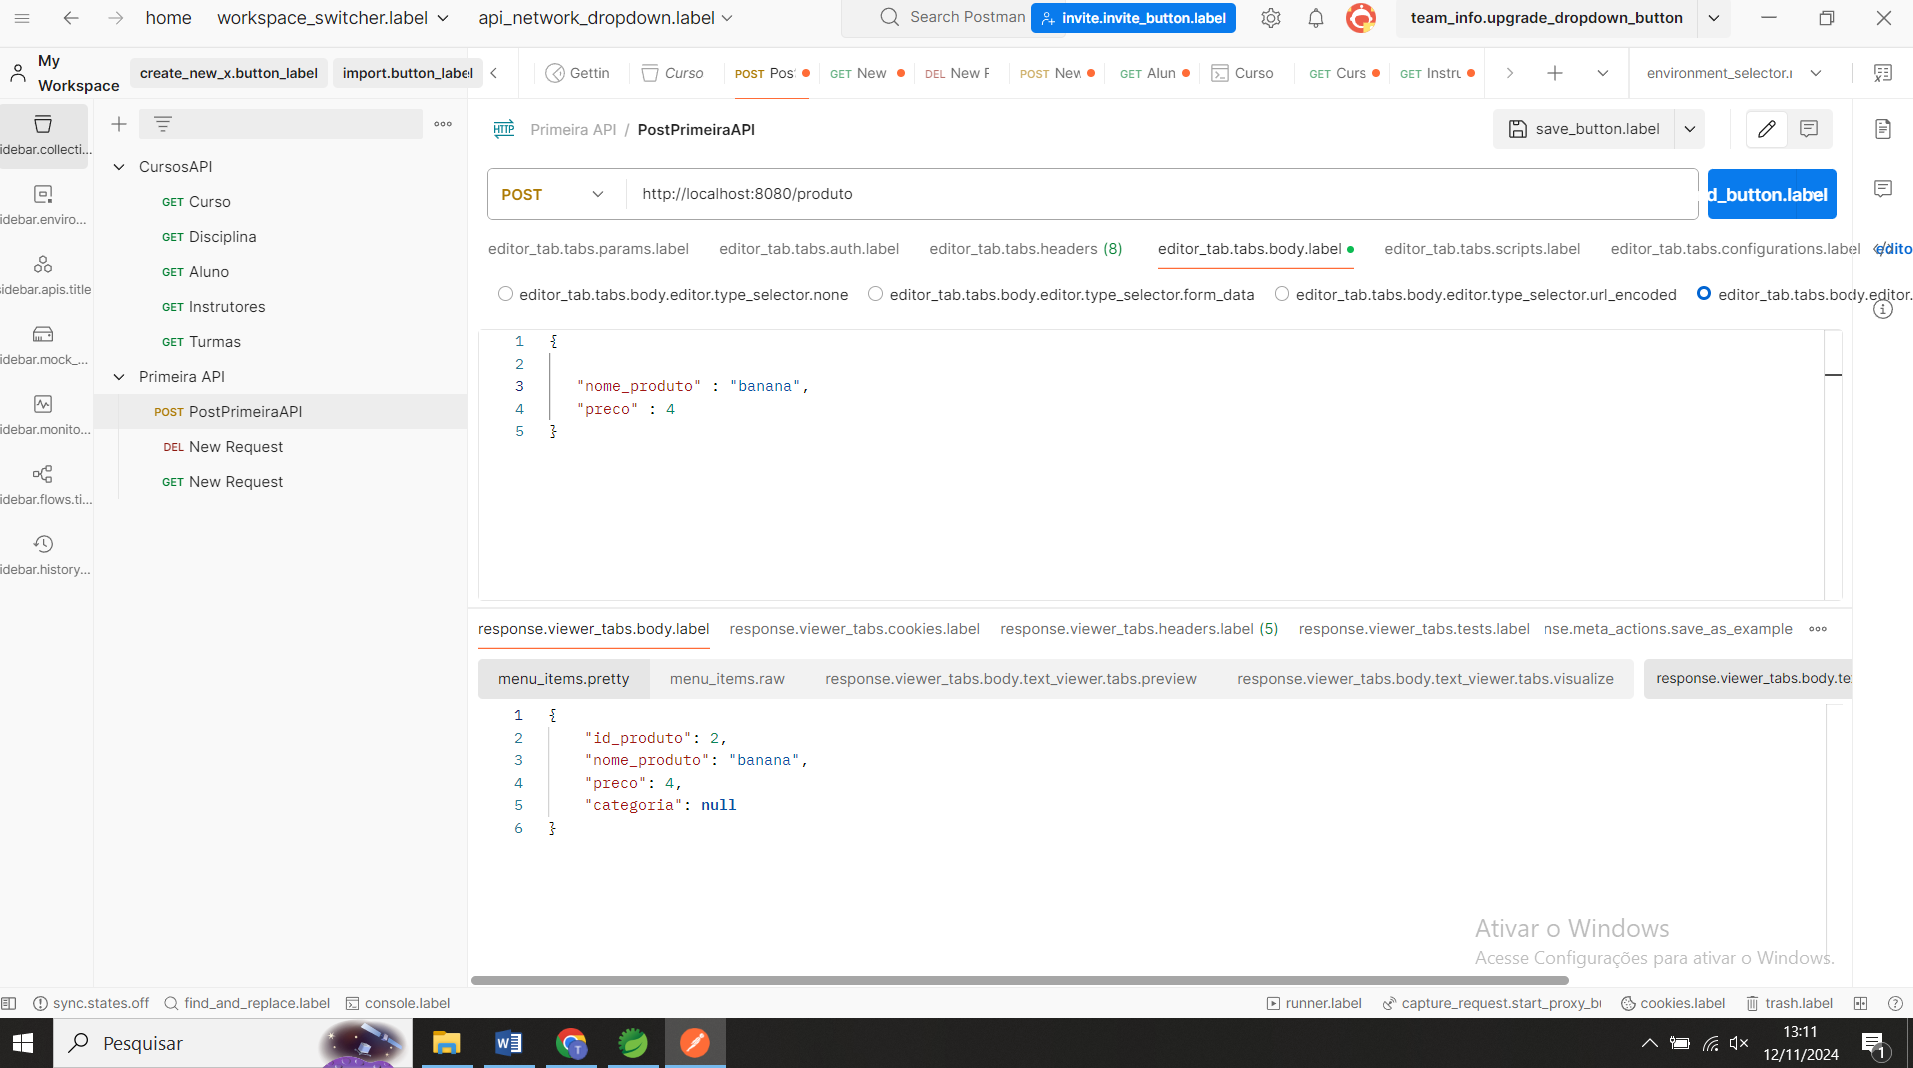 home workspace_switcher.label api_network_dropdown.label Search Postman invite.invite_button.label team_info.upgrade_dropdown_button
My Workspace create_new_x.button_label import.button_label Gettin Curso POST Pos GET New DEL New F POST New GET Alun Curso GET Curs GET Instru environment_selector.
idebar.collecti...
idebar.enviro...
sidebar.apis.title
idebar.mock_...
idebar.monito...
idebar.flows.ti...
idebar.history...
CursosAPI
GET Curso
GET Disciplina
GET Aluno
GET Instrutores
GET Turmas
Primeira API
POST PostPrimeiraAPI
DEL New Request
GET New Request
HTTP Primeira API / PostPrimeiraAPI save_button.label
POST http://localhost:8080/produto d_button.label
editor_tab.tabs.params.label editor_tab.tabs.auth.label editor_tab.tabs.headers (8) editor_tab.tabs.body.label editor_tab.tabs.scripts.label editor_tab.tabs.configurations.label edito
editor_tab.tabs.body.editor.type_selector.none editor_tab.tabs.body.editor.type_selector.form_data editor_tab.tabs.body.editor.type_selector.url_encoded editor_tab.tabs.body.editor.
1 {
2
3 "nome_produto" : "banana",
4 "preco" : 4
5 }
response.viewer_tabs.body.label response.viewer_tabs.cookies.label response.viewer_tabs.headers.label (5) response.viewer_tabs.tests.label nse.meta_actions.save_as_example
menu_items.pretty menu_items.raw response.viewer_tabs.body.text_viewer.tabs.preview response.viewer_tabs.body.text_viewer.tabs.visualize response.viewer_tabs.body.te
1 {
2 "id_produto": 2,
3 "nome_produto": "banana",
4 "preco": 4,
5 "categoria": null
6 }
Ativar o Windows
Acesse Configurações para ativar o Windows.
sync.states.off find_and_replace.label console.label runner.label capture_request.start_proxy_bu cookies.label trash.label
Pesquisar
13:11
12/11/2024
1